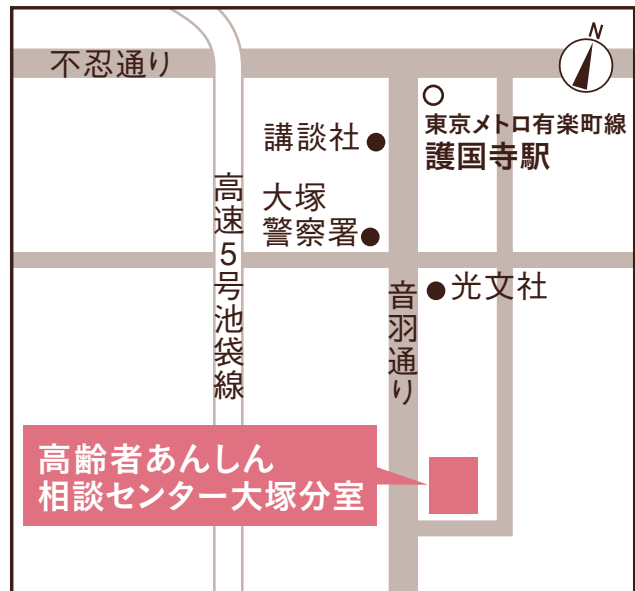 N
不忍通り
東京メトロ有楽町線
護国寺駅
講談社
大塚
警察署
高速5号池袋線
音羽通り
光文社
高齢者あんしん
相談センター大塚分室